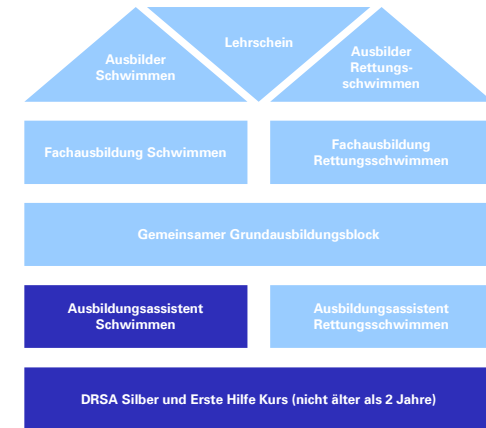 Ausbilder
Schwimmen
Lehrschein
Ausbilder
Rettungs-
schwimmen
Fachausbildung Schwimmen
Fachausbildung
Rettungsschwimmen
Gemeinsamer Grundausbildungsblock
Ausbildungsassistent
Schwimmen
Ausbildungsassistent
Rettungsschwimmen
DRSA Silber und Erste Hilfe Kurs (nicht älter als 2 Jahre)